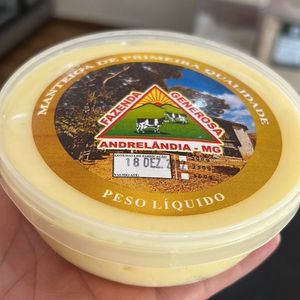 MANTEIGA DE PRIMEIRA QUALIDADE
FAZENDA
GENEROSA
ANDRELÂNDIA - MG
18 DEZ
PESO LÍQUIDO